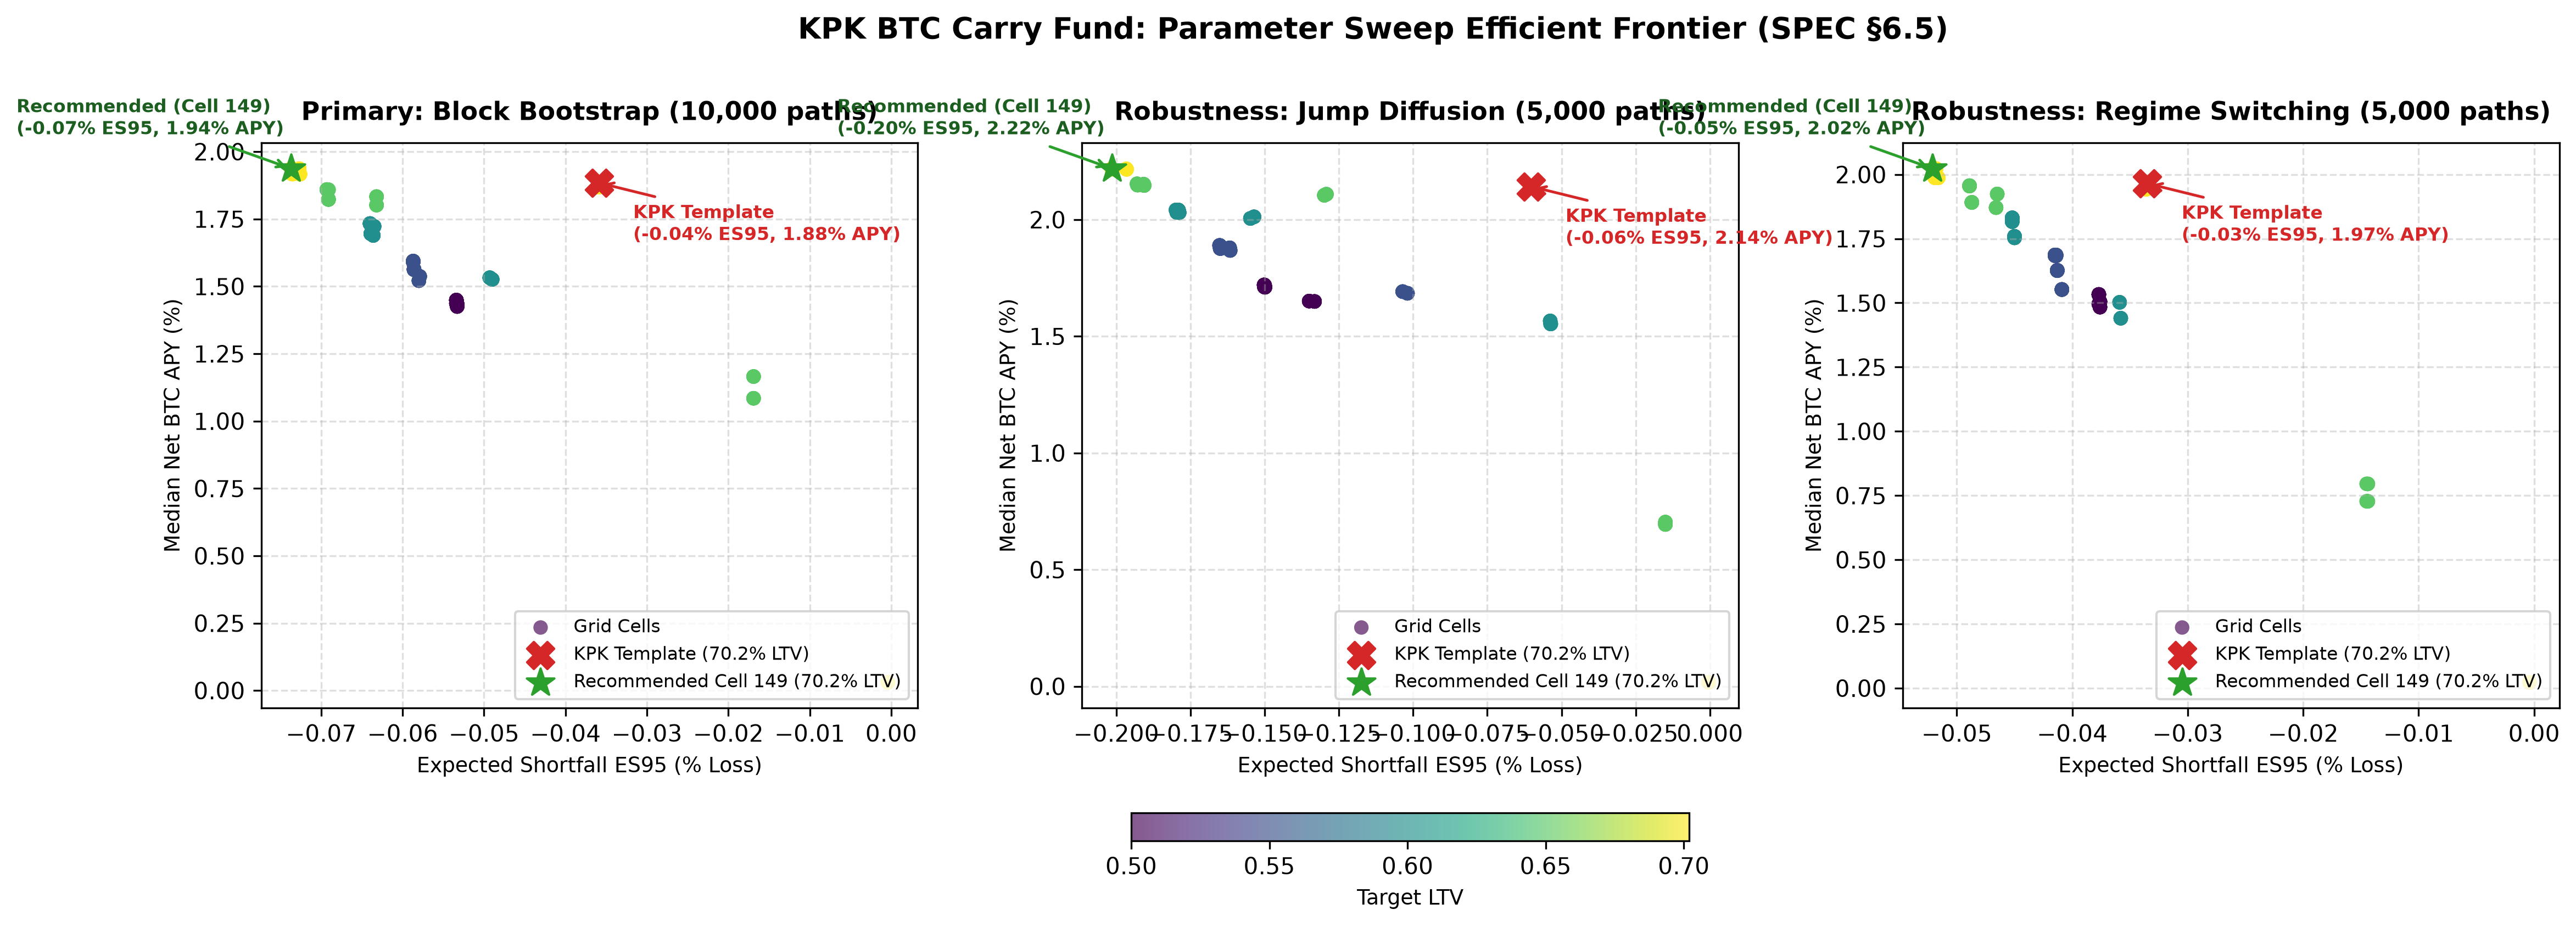 KPK BTC Carry Fund: Parameter Sweep Efficient Frontier (SPEC §6.5)
Recommended (Cell 149)
(-0.07% ES95, 1.94% APY)
Primary: Block Bootstrap (10,000 paths)
KPK Template
(-0.04% ES95, 1.88% APY)
Median Net BTC APY (%)
2.00
1.75
1.50
1.25
1.00
0.75
0.50
0.25
0.00
Grid Cells
KPK Template (70.2% LTV)
Recommended Cell 149 (70.2% LTV)
−0.07 −0.06 −0.05 −0.04 −0.03 −0.02 −0.01 0.00
Expected Shortfall ES95 (% Loss)
Recommended (Cell 149)
(-0.20% ES95, 2.22% APY)
Robustness: Jump Diffusion (5,000 paths)
KPK Template
(-0.06% ES95, 2.14% APY)
Median Net BTC APY (%)
2.0
1.5
1.0
0.5
0.0
Grid Cells
KPK Template (70.2% LTV)
Recommended Cell 149 (70.2% LTV)
−0.200 −0.175 −0.150 −0.125 −0.100 −0.075 −0.050 −0.025 0.000
Expected Shortfall ES95 (% Loss)
Recommended (Cell 149)
(-0.05% ES95, 2.02% APY)
Robustness: Regime Switching (5,000 paths)
KPK Template
(-0.03% ES95, 1.97% APY)
Median Net BTC APY (%)
2.00
1.75
1.50
1.25
1.00
0.75
0.50
0.25
0.00
Grid Cells
KPK Template (70.2% LTV)
Recommended Cell 149 (70.2% LTV)
−0.05 −0.04 −0.03 −0.02 −0.01 0.00
Expected Shortfall ES95 (% Loss)
0.50 0.55 0.60 0.65 0.70
Target LTV